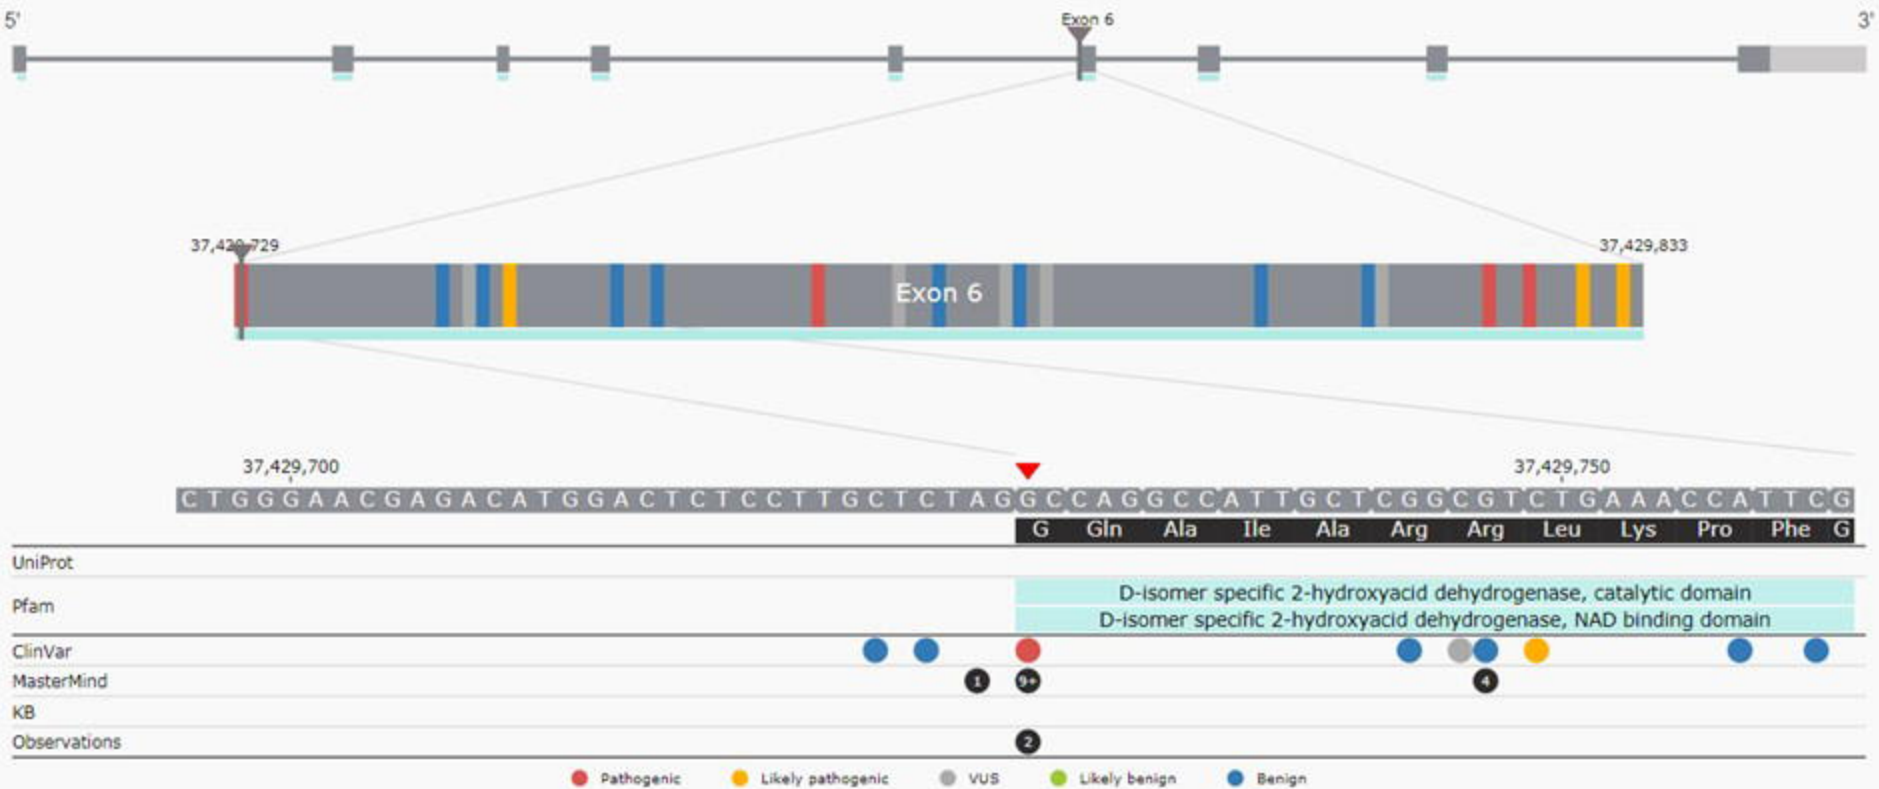 5'
Exon 6
3'
37,429,729
37,429,833
Exon 6
37,429,700
37,429,750
C T G G G A A C G A G A C A T G G A C T C T C C T T G C T C T A G G C C A G G C C A T T G C T C G G C G T C T G A A A C C A T T C G
G Gln Ala Ile Ala Arg Arg Leu Lys Pro Phe G
UniProt
Pfam
D-isomer specific 2-hydroxyacid dehydrogenase, catalytic domain
D-isomer specific 2-hydroxyacid dehydrogenase, NAD binding domain
ClinVar
MasterMind 1 9+ 4
KB
Observations 2
Pathogenic Likely pathogenic VUS Likely benign Benign